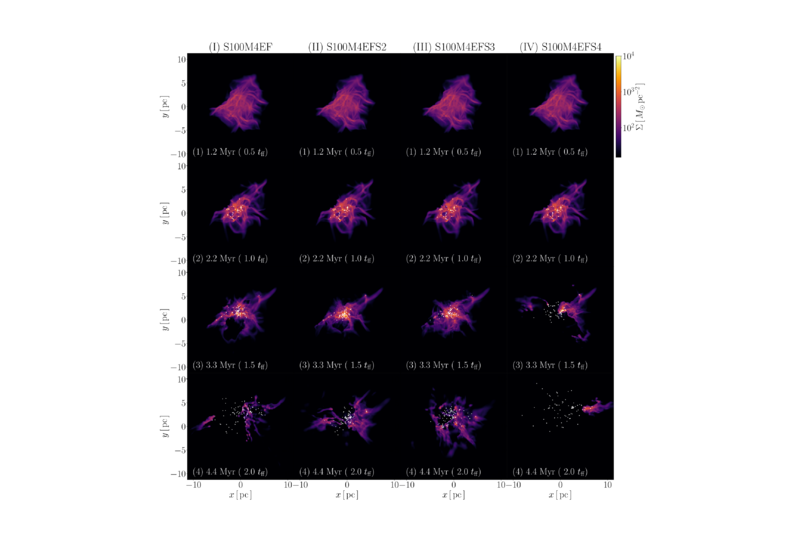 (I) S100M4EF (II) S100M4EFS2 (III) S100M4EFS3 (IV) S100M4EFS4
10
5
0
−5
−10
y [pc]
(1) 1.2 Myr ( 0.5 tff) (1) 1.2 Myr ( 0.5 tff) (1) 1.2 Myr ( 0.5 tff) (1) 1.2 Myr ( 0.5 tff)
10⁴
10³
10²
Σ [ M⊙ pc⁻²]
10
5
0
−5
−10
y [pc]
(2) 2.2 Myr ( 1.0 tff) (2) 2.2 Myr ( 1.0 tff) (2) 2.2 Myr ( 1.0 tff) (2) 2.2 Myr ( 1.0 tff)
10
5
0
−5
−10
y [pc]
(3) 3.3 Myr ( 1.5 tff) (3) 3.3 Myr ( 1.5 tff) (3) 3.3 Myr ( 1.5 tff) (3) 3.3 Myr ( 1.5 tff)
10
5
0
−5
−10
y [pc]
(4) 4.4 Myr ( 2.0 tff) (4) 4.4 Myr ( 2.0 tff) (4) 4.4 Myr ( 2.0 tff) (4) 4.4 Myr ( 2.0 tff)
−10 0 10−10 0 10−10 0 10−10 0 10
x [pc] x [pc] x [pc] x [pc]